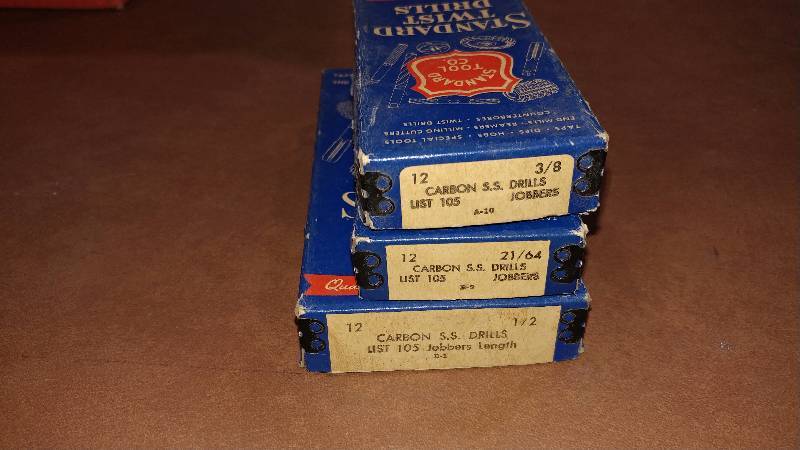 STANDARD
TWIST
DRILLS
STANDARD
TOOL
CO.
TAPS · DIES · HOBS
END MILLS · REAMERS · MILLING CUTTERS
COUNTERBORES · TWIST DRILLS
SPECIAL TOOLS
12 3/8
CARBON S.S. DRILLS
LIST 105 JOBBERS
A-10
12 21/64
CARBON S.S. DRILLS
LIST 105 JOBBERS
12 1/2
CARBON S.S. DRILLS
LIST 105 Jobbers Length